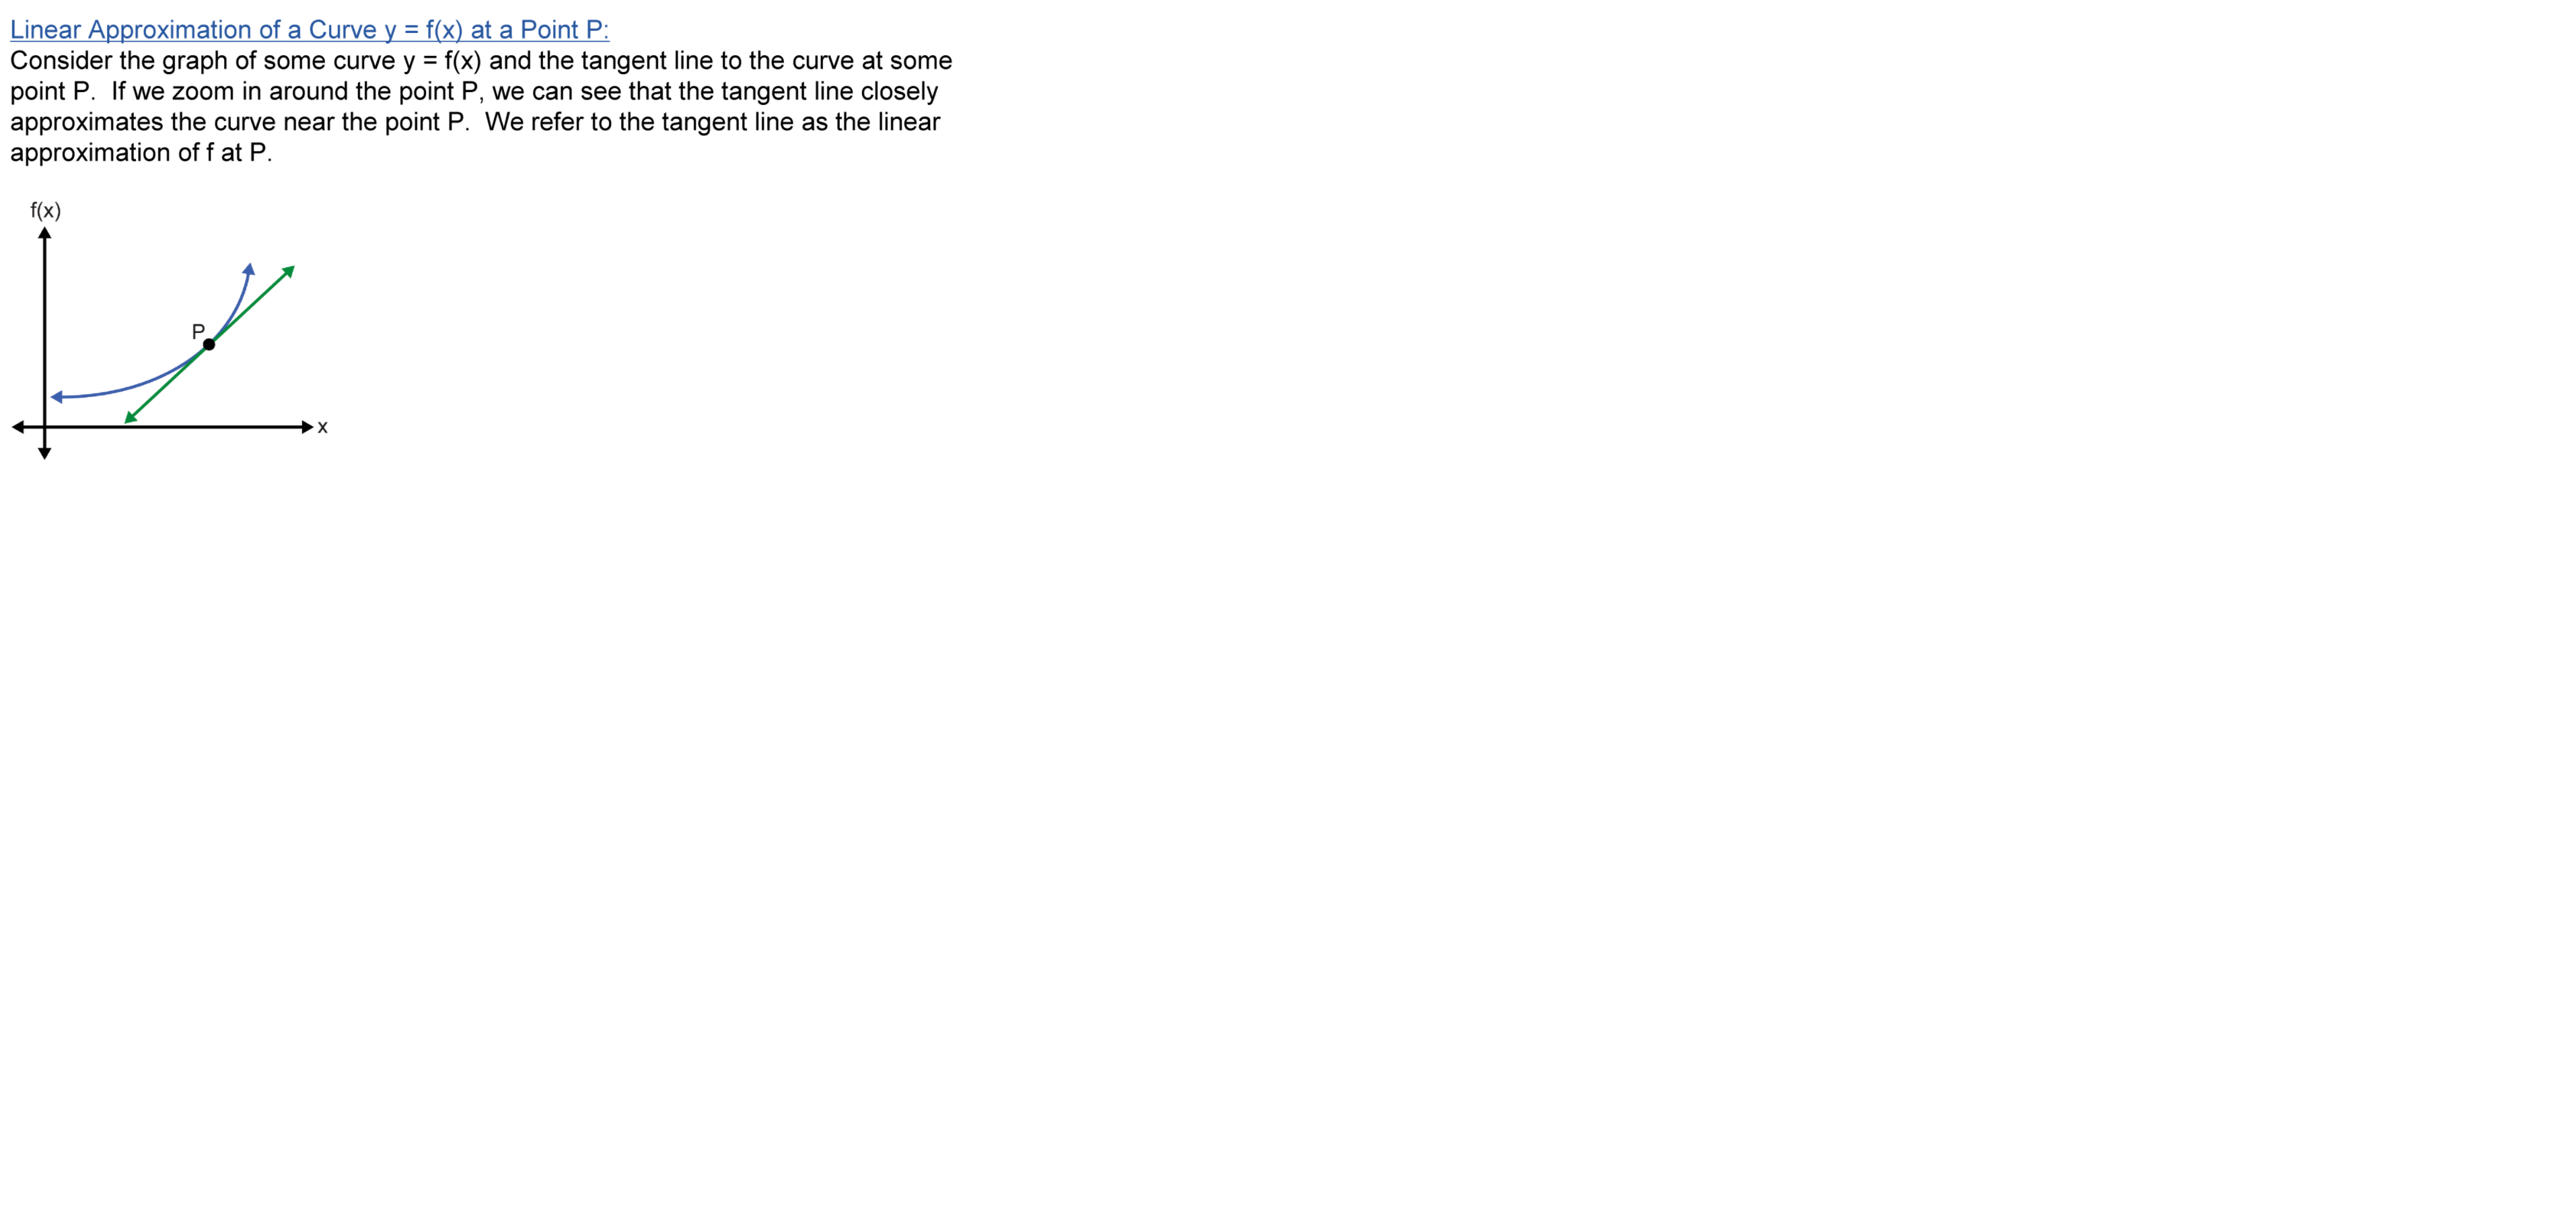 Linear Approximation of a Curve y = f(x) at a Point P:
Consider the graph of some curve y = f(x) and the tangent line to the curve at some
point P.  If we zoom in around the point P, we can see that the tangent line closely
approximates the curve near the point P.  We refer to the tangent line as the linear
approximation of f at P.
f(x)
P
x